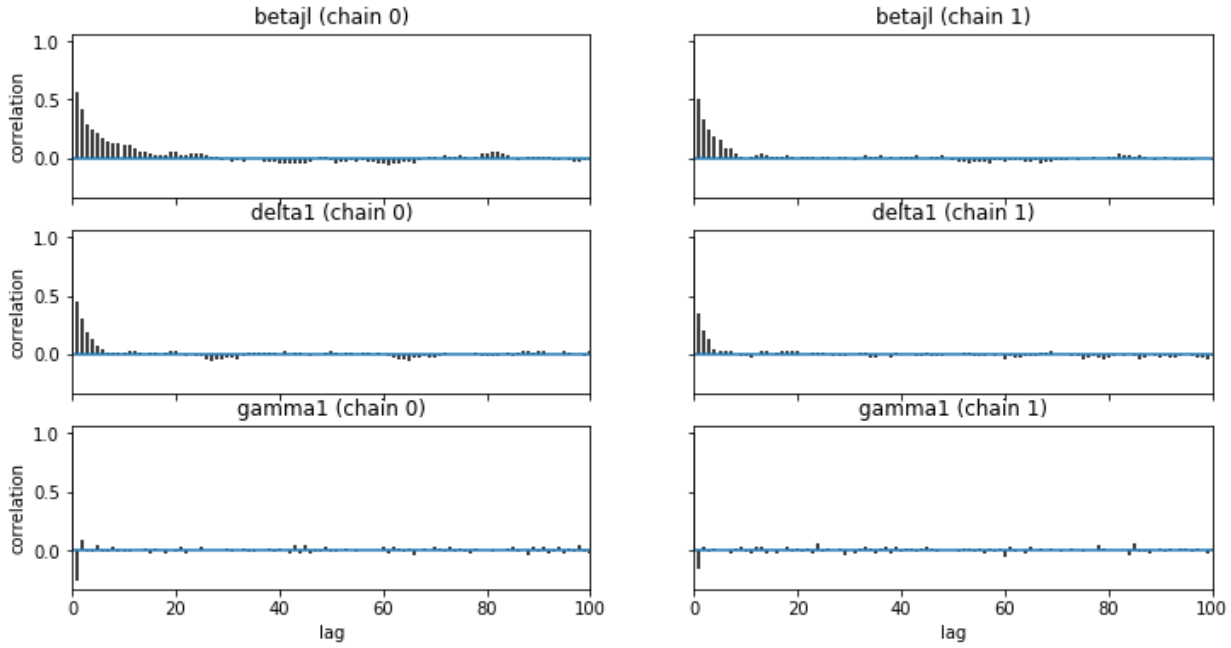 betajl (chain 0)
betajl (chain 1)
1.0
0.5
0.0
correlation
delta1 (chain 0)
delta1 (chain 1)
1.0
0.5
0.0
correlation
gamma1 (chain 0)
gamma1 (chain 1)
1.0
0.5
0.0
correlation
0 20 40 60 80 100
0 20 40 60 80 100
lag
lag